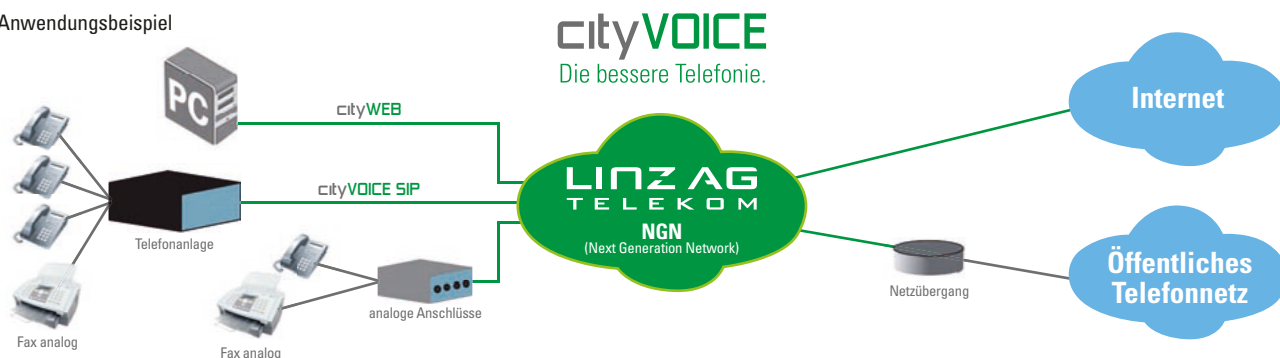 Anwendungsbeispiel
cityVOICE
Die bessere Telefonie.
PC
cityWEB
Internet
cityVOICE SIP
LINZ AG
TELEKOM
NGN
(Next Generation Network)
Telefonanlage
Öffentliches
Telefonnetz
Netzübergang
analoge Anschlüsse
Fax analog
Fax analog